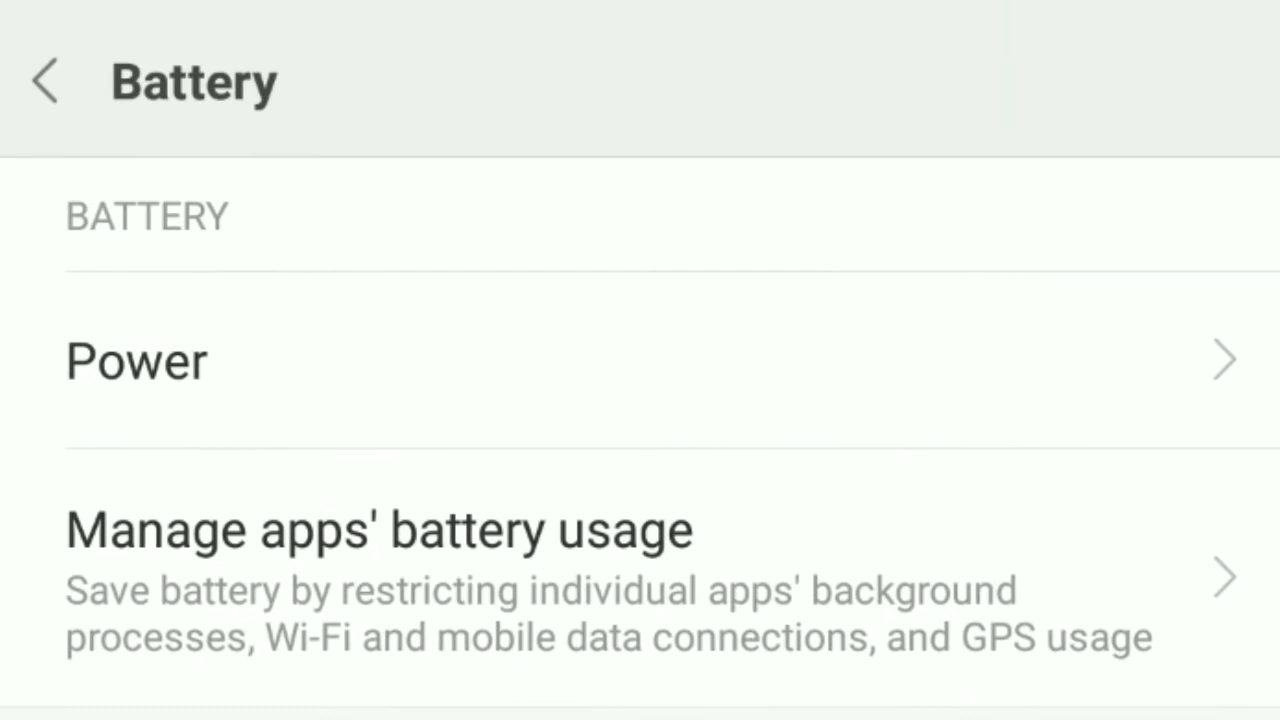 Battery
BATTERY
Power
Manage apps' battery usage
Save battery by restricting individual apps' background
processes, Wi-Fi and mobile data connections, and GPS usage